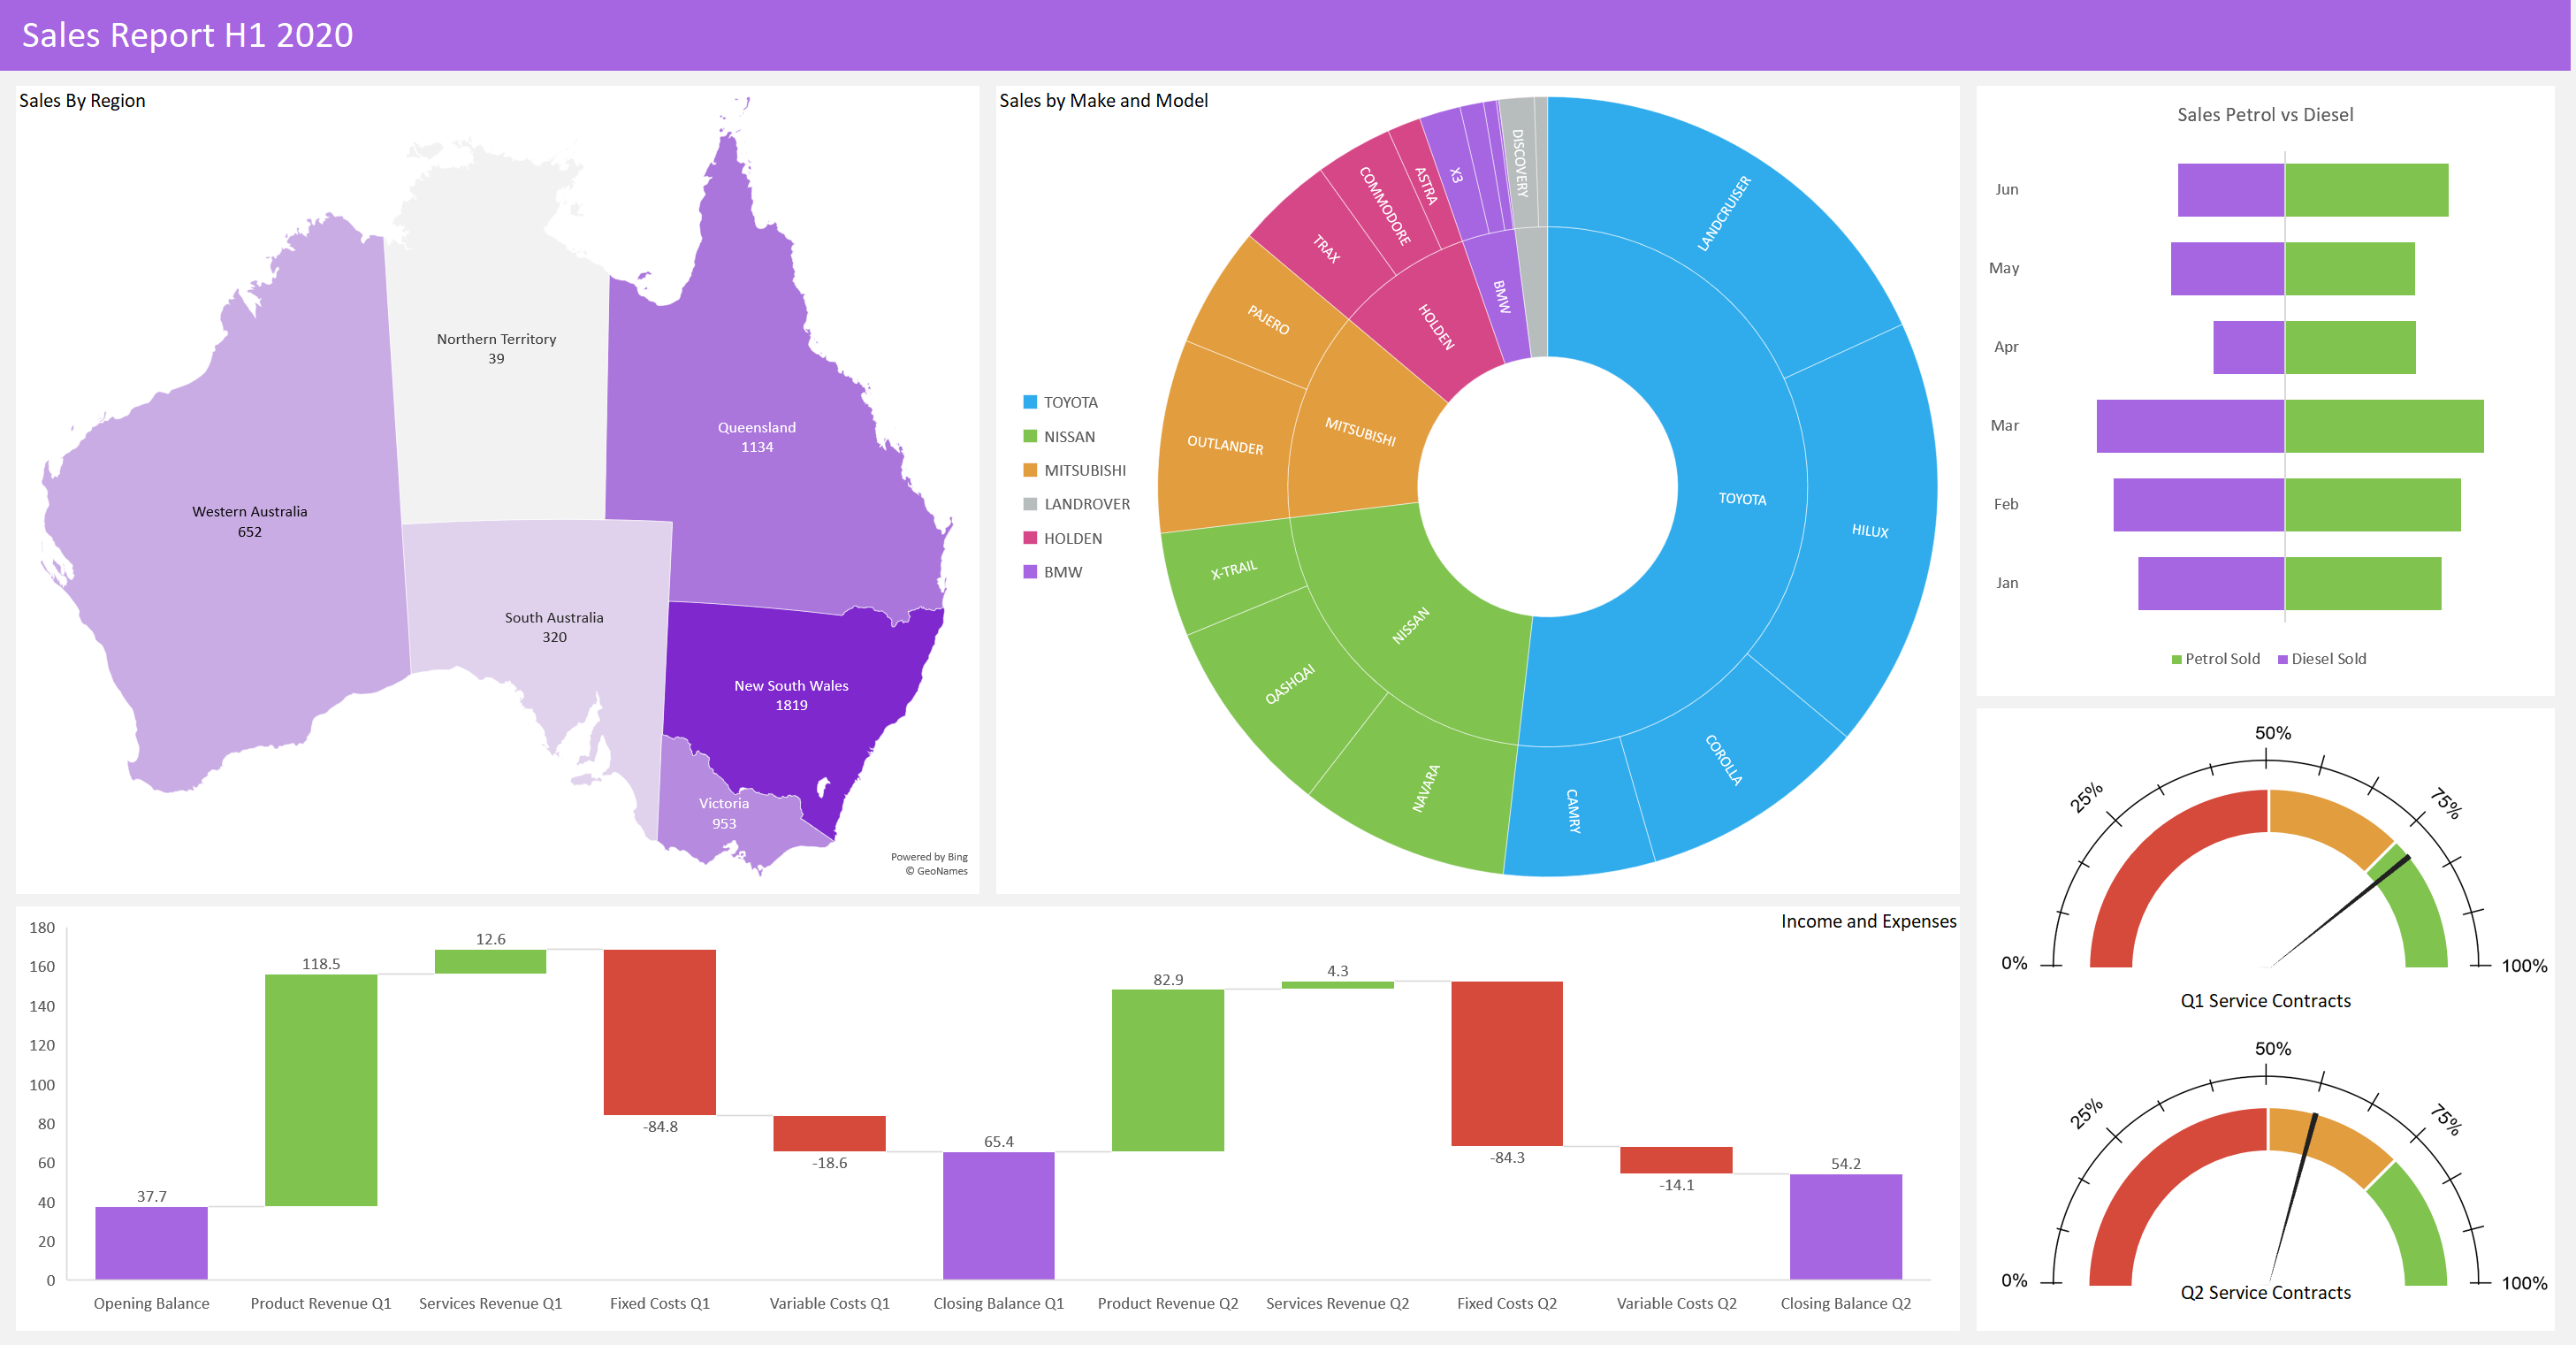 Sales Report H1 2020
Sales By Region
Northern Territory
39
Queensland
1134
Western Australia
652
South Australia
320
New South Wales
1819
Victoria
953
Powered by Bing
© GeoNames
Sales by Make and Model
TOYOTA
NISSAN
MITSUBISHI
LANDROVER
HOLDEN
BMW
LANDCRUISER
HILUX
COROLLA
CAMRY
NAVARA
QASHQAI
X-TRAIL
OUTLANDER
PAJERO
TRAX
COMMODORE
ASTRA
X3
DISCOVERY
TOYOTA
NISSAN
MITSUBISHI
HOLDEN
BMW
Sales Petrol vs Diesel
Jun
May
Apr
Mar
Feb
Jan
Petrol Sold
Diesel Sold
0%
25%
50%
75%
100%
Q1 Service Contracts
0%
25%
50%
75%
100%
Q2 Service Contracts
Income and Expenses
180
160
140
120
100
80
60
40
20
0
37.7
118.5
12.6
-84.8
-18.6
65.4
82.9
4.3
-84.3
-14.1
54.2
Opening Balance
Product Revenue Q1
Services Revenue Q1
Fixed Costs Q1
Variable Costs Q1
Closing Balance Q1
Product Revenue Q2
Services Revenue Q2
Fixed Costs Q2
Variable Costs Q2
Closing Balance Q2